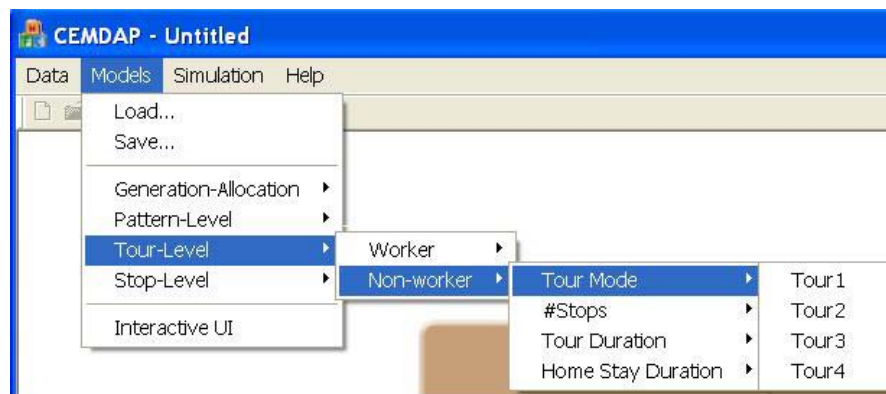 CEMDAP - Untitled
Data Models Simulation Help
Load...
Save...
Generation-Allocation
Pattern-Level
Tour-Level
Stop-Level
Interactive UI
Worker
Non-worker
Tour Mode
#Stops
Tour Duration
Home Stay Duration
Tour1
Tour2
Tour3
Tour4